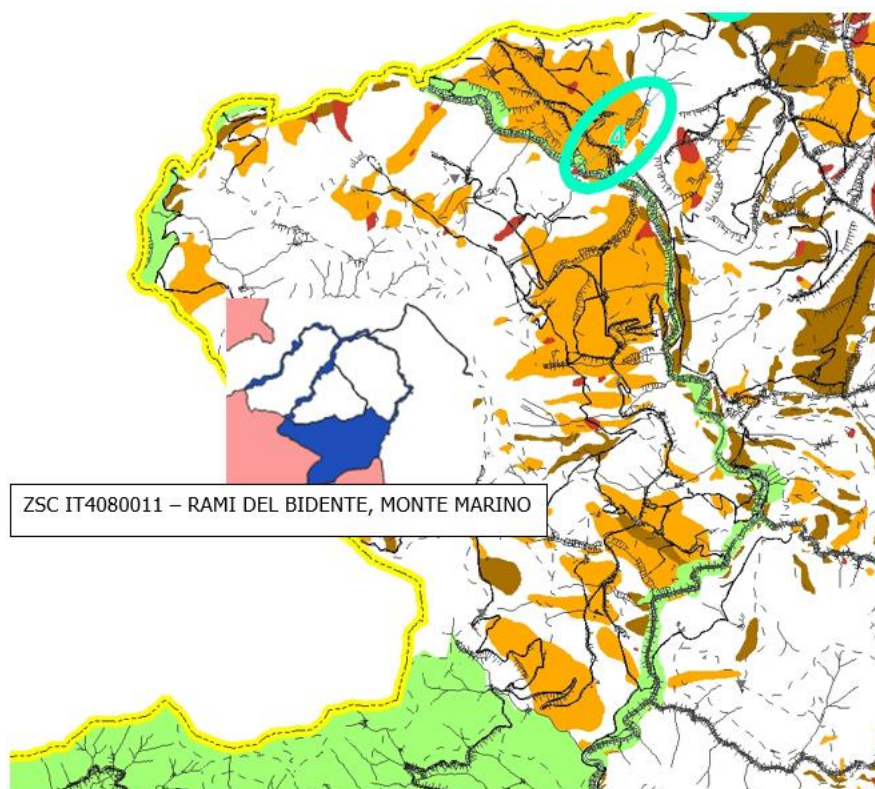 4
ZSC IT4080011 – RAMI DEL BIDENTE, MONTE MARINO